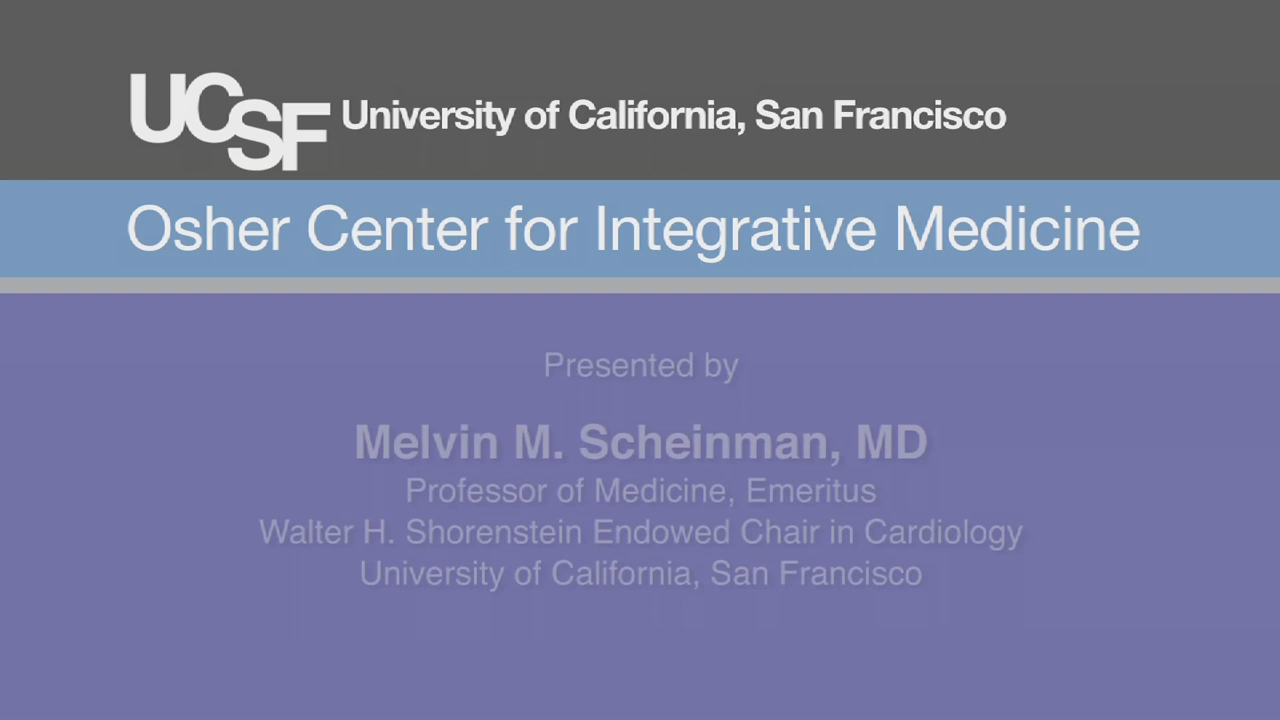 UCSF University of California, San Francisco
Osher Center for Integrative Medicine
Presented by
Melvin M. Scheinman, MD
Professor of Medicine, Emeritus
Walter H. Shorenstein Endowed Chair in Cardiology
University of California, San Francisco